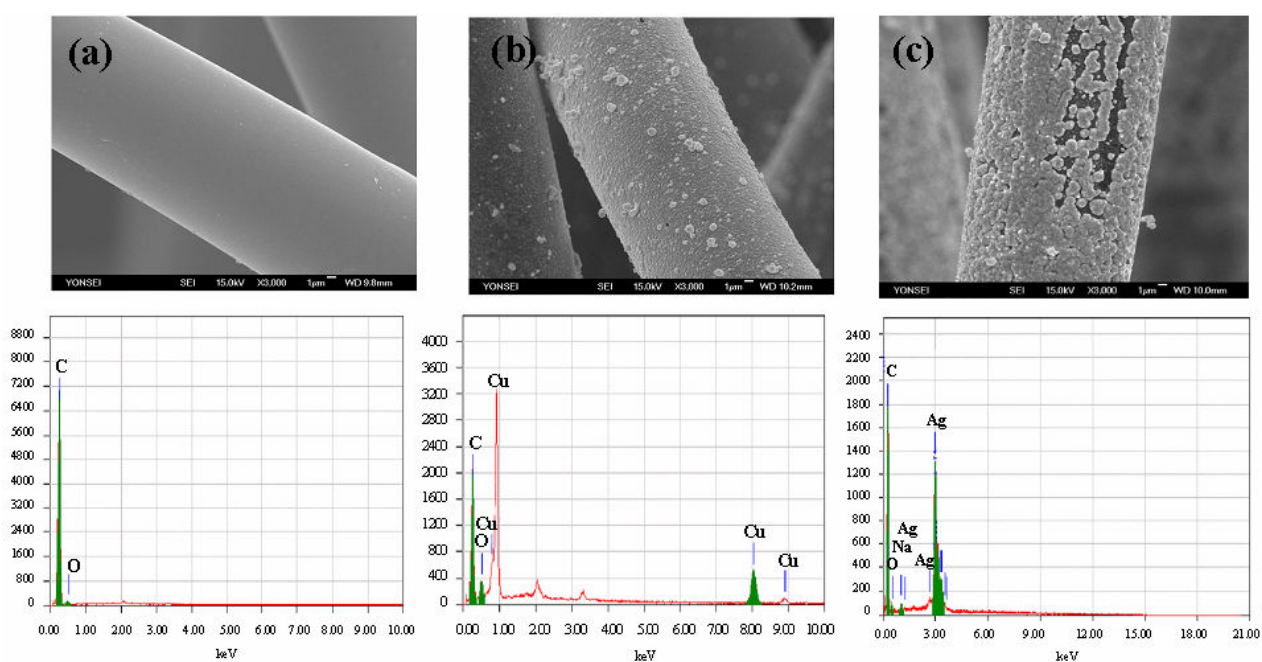 (a)
YONSEI SEI 15.0kV X3,000 1µm WD 9.8mm
(b)
YONSEI SEI 15.0kV X3,000 1µm WD 10.2mm
(c)
YONSEI SEI 15.0kV X3,000 1µm WD 10.0mm
8800
8000
7200
6400
5600
4800
4000
3200
2400
1600
800
0.00
C
O
0.00 1.00 2.00 3.00 4.00 5.00 6.00 7.00 8.00 9.00 10.00
keV
4000
3600
3200
2800
2400
2000
1600
1200
800
400
0.00
C
Cu
Cu
O
Cu
Cu
0.00 1.00 2.00 3.00 4.00 5.00 6.00 7.00 8.00 9.00 10.00
keV
2400
2200
2000
1800
1600
1400
1200
1000
800
600
400
200
0.00
C
Ag
Ag
Na
O
Ag
0.00 3.00 6.00 9.00 12.00 15.00 18.00 21.00
keV